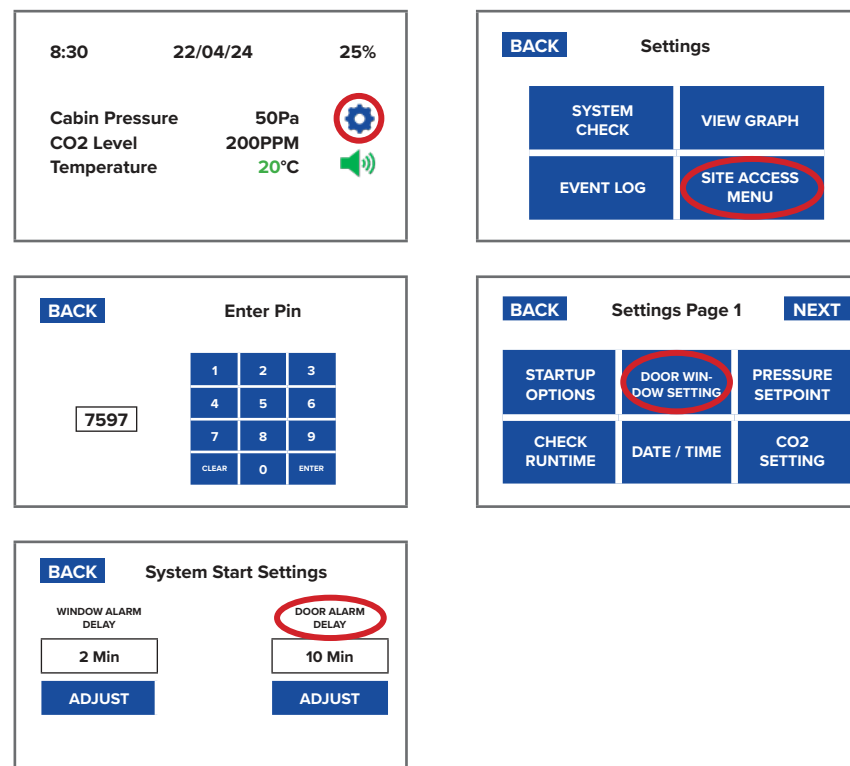 8:30 22/04/24 25%
Cabin Pressure 50Pa
CO2 Level 200PPM
Temperature 20°C
BACK Settings
SYSTEM
CHECK
VIEW GRAPH
EVENT LOG
SITE ACCESS
MENU
BACK Enter Pin
7597
1 2 3
4 5 6
7 8 9
CLEAR 0 ENTER
BACK Settings Page 1 NEXT
STARTUP
OPTIONS
DOOR WIN-
DOW SETTING
PRESSURE
SETPOINT
CHECK
RUNTIME
DATE / TIME
CO2
SETTING
BACK System Start Settings
WINDOW ALARM
DELAY
2 Min
ADJUST
DOOR ALARM
DELAY
10 Min
ADJUST